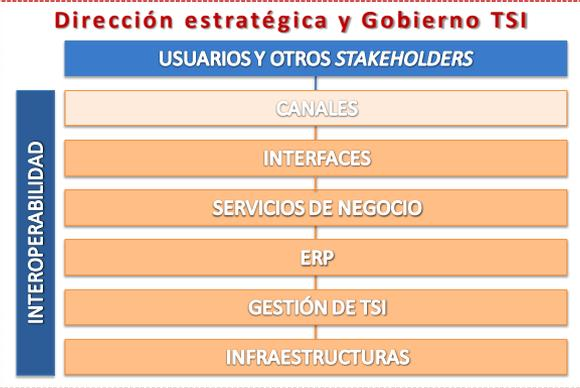 Dirección estratégica y Gobierno TSI
USUARIOS Y OTROS STAKEHOLDERS
INTEROPERABILIDAD
CANALES
INTERFACES
SERVICIOS DE NEGOCIO
ERP
GESTIÓN DE TSI
INFRAESTRUCTURAS